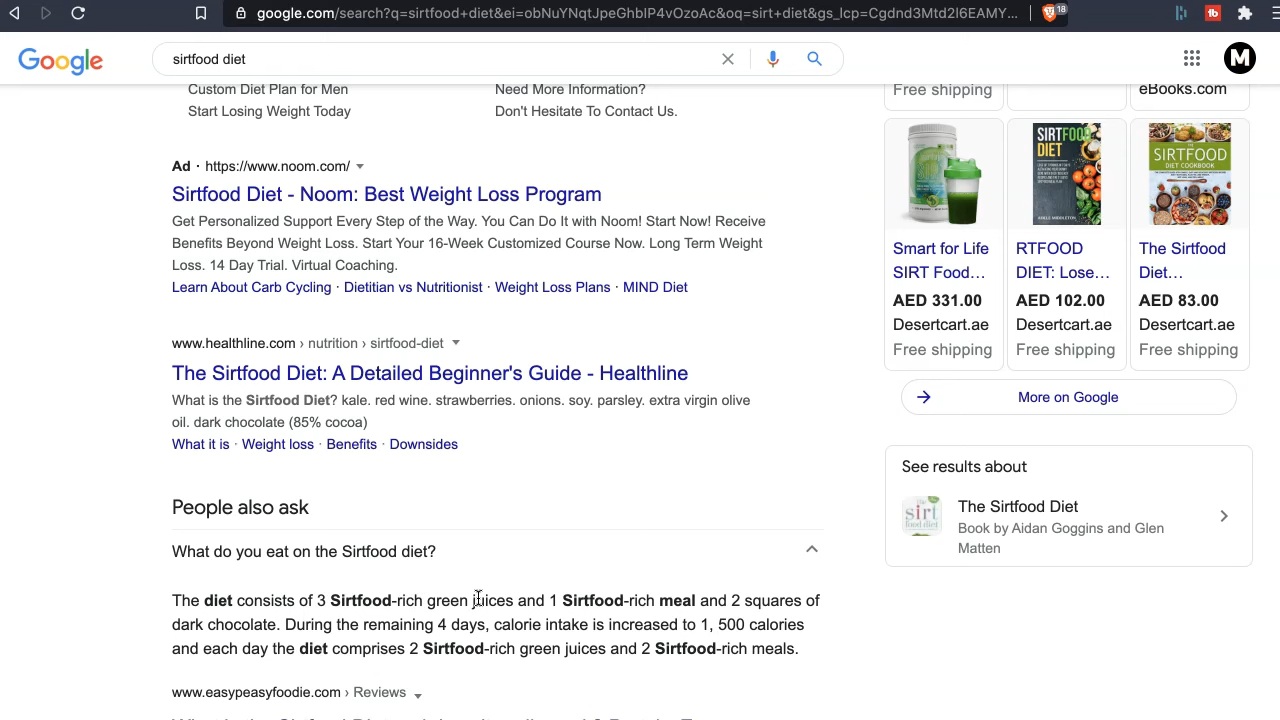 google.com/search?q=sirtfood+diet&ei=obNuYNqtJpeGhbIP4vOzoAc&oq=sirt+diet&gs_lcp=Cgdnd3Mtd2l6EAMY...
18
tb
Google
sirtfood diet
M
Custom Diet Plan for Men
Need More Information?
Start Losing Weight Today
Don't Hesitate To Contact Us.
Ad · https://www.noom.com/
Sirtfood Diet - Noom: Best Weight Loss Program
Get Personalized Support Every Step of the Way. You Can Do It with Noom! Start Now! Receive
Benefits Beyond Weight Loss. Start Your 16-Week Customized Course Now. Long Term Weight
Loss. 14 Day Trial. Virtual Coaching.
Learn About Carb Cycling · Dietitian vs Nutritionist · Weight Loss Plans · MIND Diet
www.healthline.com › nutrition › sirtfood-diet
The Sirtfood Diet: A Detailed Beginner's Guide - Healthline
What is the Sirtfood Diet? kale. red wine. strawberries. onions. soy. parsley. extra virgin olive
oil. dark chocolate (85% cocoa)
What it is · Weight loss · Benefits · Downsides
People also ask
What do you eat on the Sirtfood diet?
The diet consists of 3 Sirtfood-rich green juices and 1 Sirtfood-rich meal and 2 squares of
dark chocolate. During the remaining 4 days, calorie intake is increased to 1, 500 calories
and each day the diet comprises 2 Sirtfood-rich green juices and 2 Sirtfood-rich meals.
www.easypeasyfoodie.com › Reviews
Free shipping
eBooks.com
SIRTFOOD
DIET
SIRTFOOD
DIET COOKBOOK
Smart for Life
SIRT Food...
AED 331.00
Desertcart.ae
Free shipping
RTFOOD
DIET: Lose...
AED 102.00
Desertcart.ae
Free shipping
The Sirtfood
Diet...
AED 83.00
Desertcart.ae
Free shipping
More on Google
See results about
sirt
food diet
The Sirtfood Diet
Book by Aidan Goggins and Glen
Matten